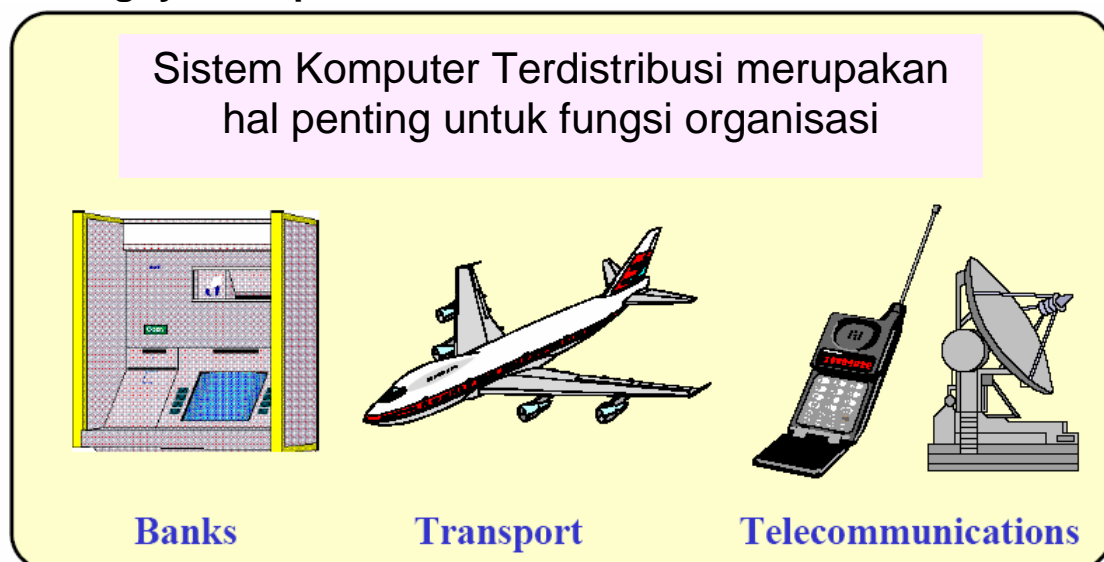 Sistem Komputer Terdistribusi merupakan
hal penting untuk fungsi organisasi
Banks
Transport
Telecommunications